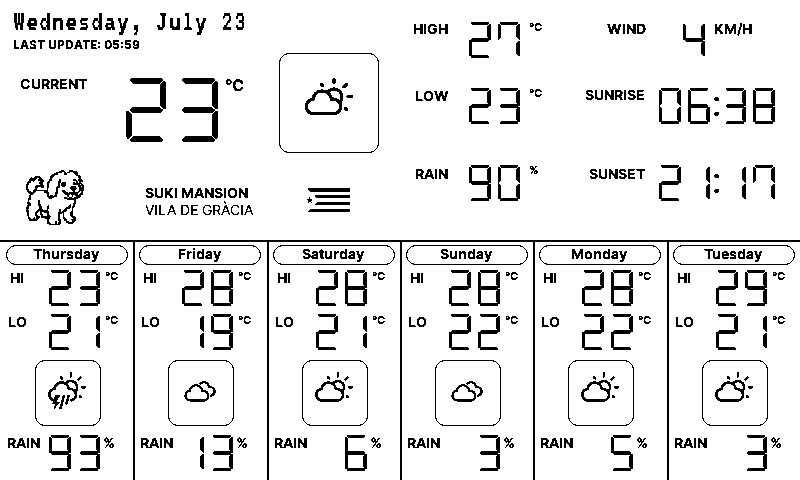 Wednesday, July 23
LAST UPDATE: 05:59
CURRENT 23 °C
SUKI MANSION
VILA DE GRÀCIA
HIGH 27 °C
LOW 23 °C
RAIN 90 %
WIND 4 KM/H
SUNRISE 06:38
SUNSET 21:17
Thursday
HI 23 °C
LO 21 °C
RAIN 93 %
Friday
HI 28 °C
LO 19 °C
RAIN 13 %
Saturday
HI 28 °C
LO 21 °C
RAIN 6 %
Sunday
HI 28 °C
LO 22 °C
RAIN 3 %
Monday
HI 28 °C
LO 22 °C
RAIN 5 %
Tuesday
HI 29 °C
LO 21 °C
RAIN 3 %